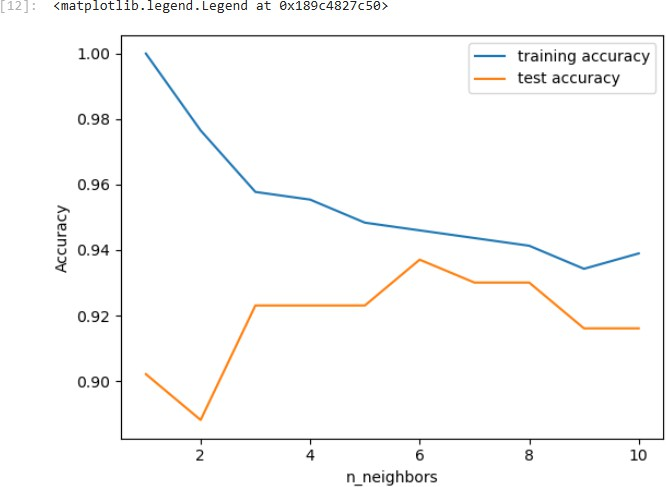 [12]: <matplotlib.legend.Legend at 0x189c4827c50>
training accuracy
test accuracy
1.00
0.98
0.96
0.94
0.92
0.90
Accuracy
2 4 6 8 10
n_neighbors